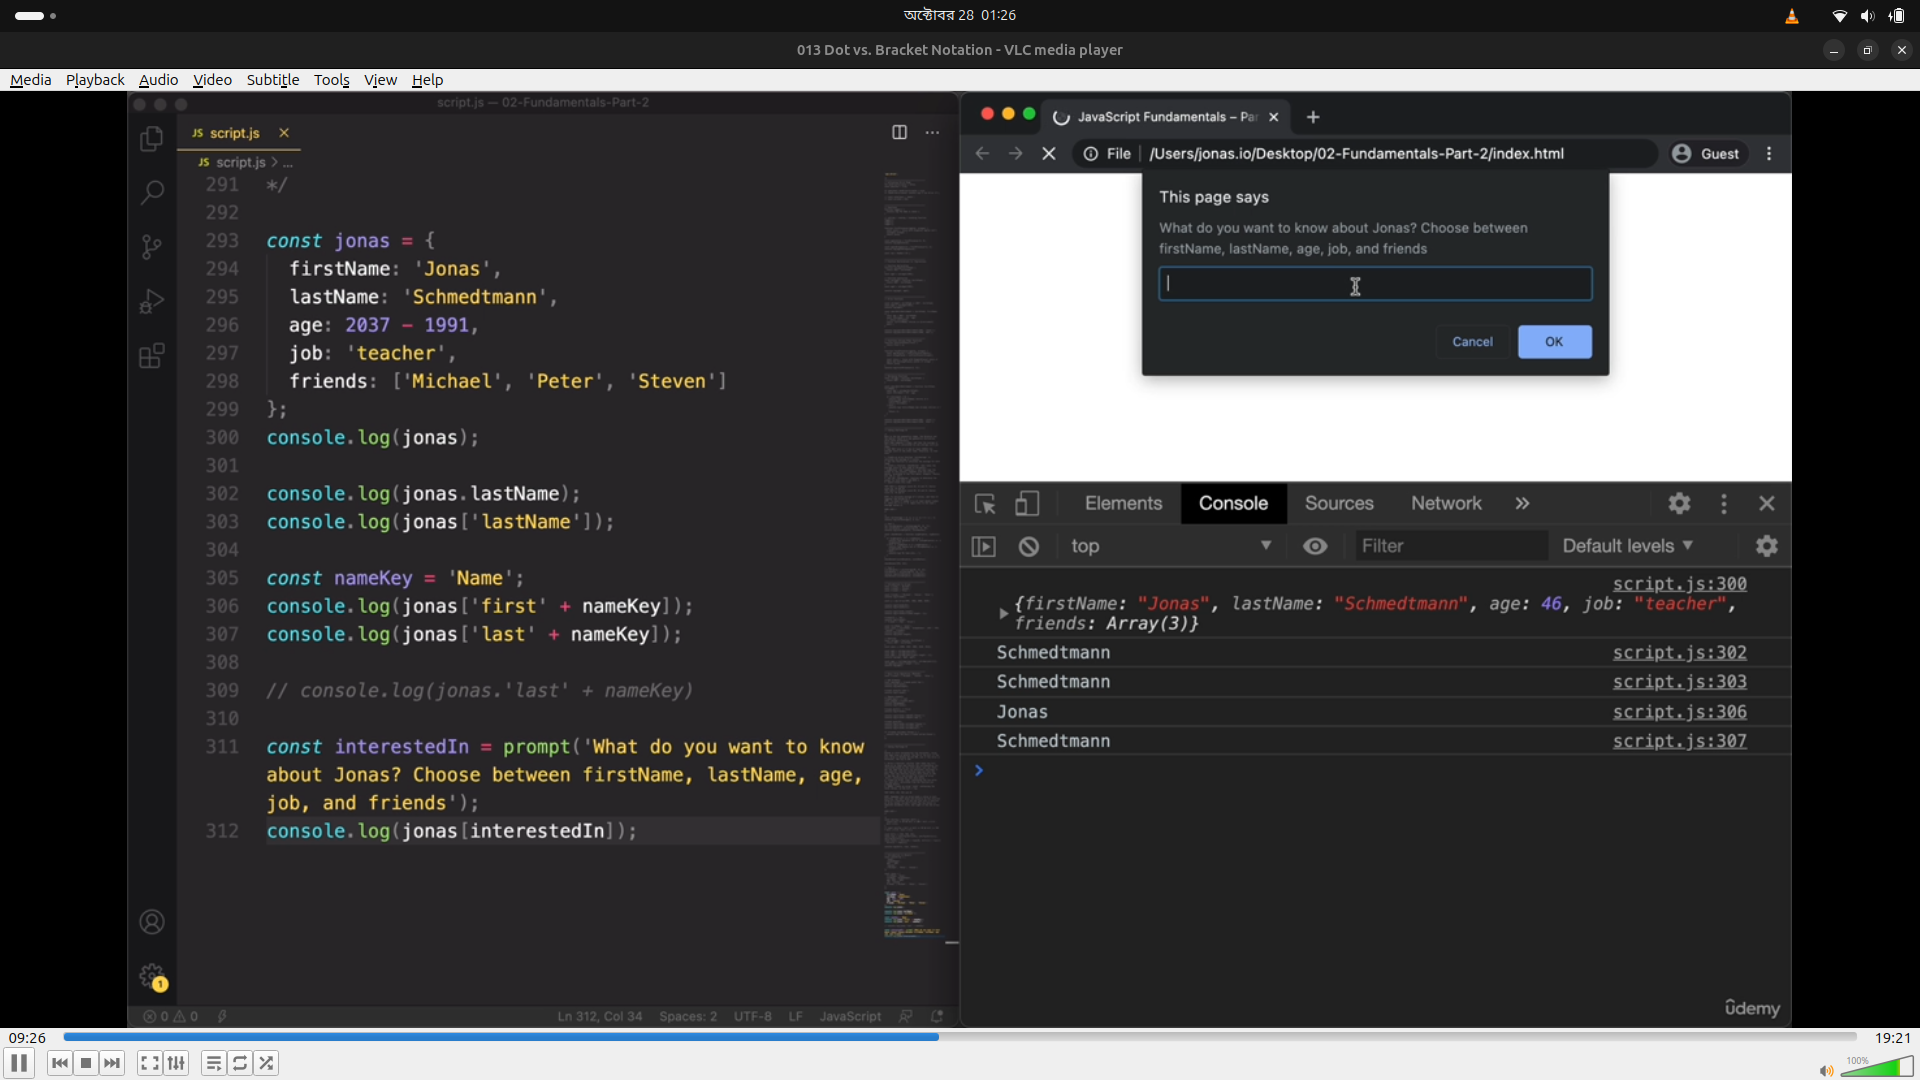 অক্টোবর 28 01:26
013 Dot vs. Bracket Notation - VLC media player
Media Playback Audio Video Subtitle Tools View Help
script.js — 02-Fundamentals-Part-2
JS script.js
JS script.js > ...
291 */
292
293 const jonas = {
294 firstName: 'Jonas',
295 lastName: 'Schmedtmann',
296 age: 2037 - 1991,
297 job: 'teacher',
298 friends: ['Michael', 'Peter', 'Steven']
299 };
300 console.log(jonas);
301
302 console.log(jonas.lastName);
303 console.log(jonas['lastName']);
304
305 const nameKey = 'Name';
306 console.log(jonas['first' + nameKey]);
307 console.log(jonas['last' + nameKey]);
308
309 // console.log(jonas.'last' + nameKey)
310
311 const interestedIn = prompt('What do you want to know
about Jonas? Choose between firstName, lastName, age,
job, and friends');
312 console.log(jonas[interestedIn]);
1
0 0
Ln 312, Col 34 Spaces: 2 UTF-8 LF JavaScript
JavaScript Fundamentals – Par
File /Users/jonas.io/Desktop/02-Fundamentals-Part-2/index.html Guest
This page says
What do you want to know about Jonas? Choose between
firstName, lastName, age, job, and friends
Cancel OK
Elements Console Sources Network »
top Filter Default levels
script.js:300
{firstName: "Jonas", lastName: "Schmedtmann", age: 46, job: "teacher",
friends: Array(3)}
Schmedtmann script.js:302
Schmedtmann script.js:303
Jonas script.js:306
Schmedtmann script.js:307
>
ûdemy
09:26 19:21
100%